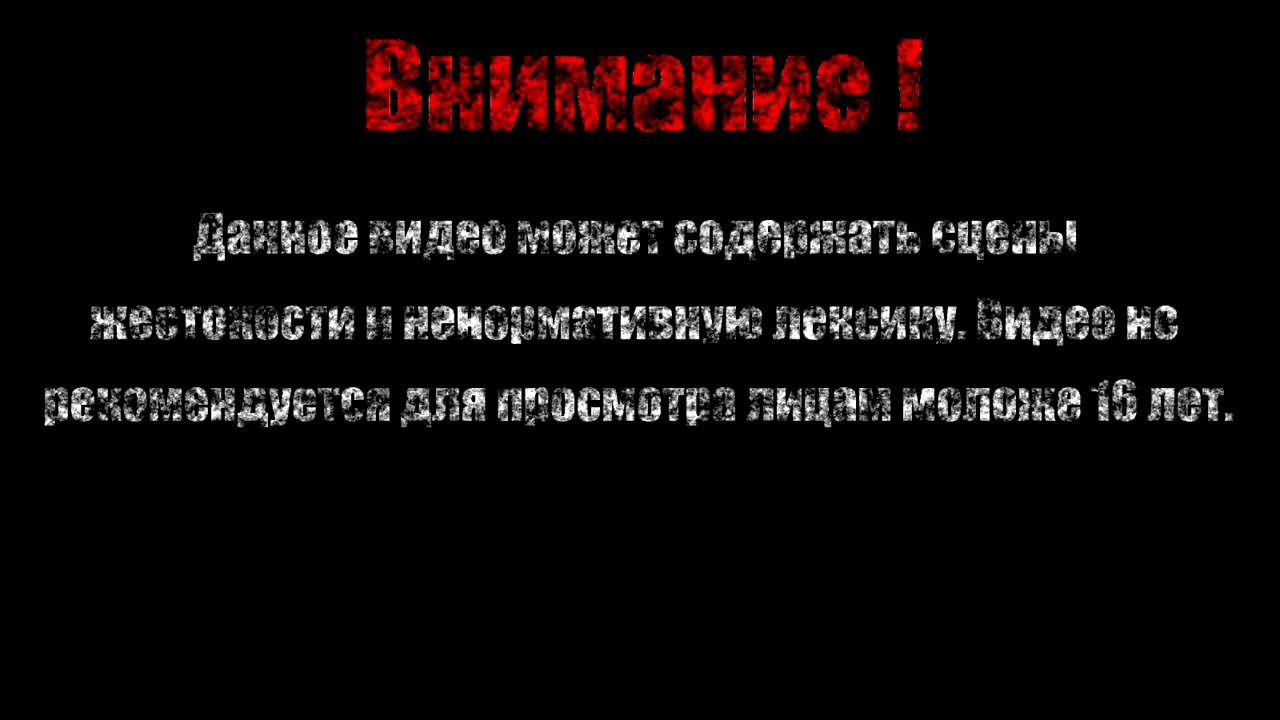 Внимание !
Данное видео может содержать сцены
жестокости и ненормативную лексику. Видео не
рекомендуется для просмотра лицам моложе 16 лет.